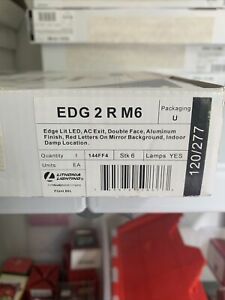 EDG 2 R M6
Packaging
U
Edge Lit LED, AC Exit, Double Face, Aluminum
Finish, Red Letters On Mirror Background, Indoor
Damp Location.
Quantity 1 144FF4 Stk 6 Lamps YES
Units: EA
LITHONIA
LIGHTING
120/277